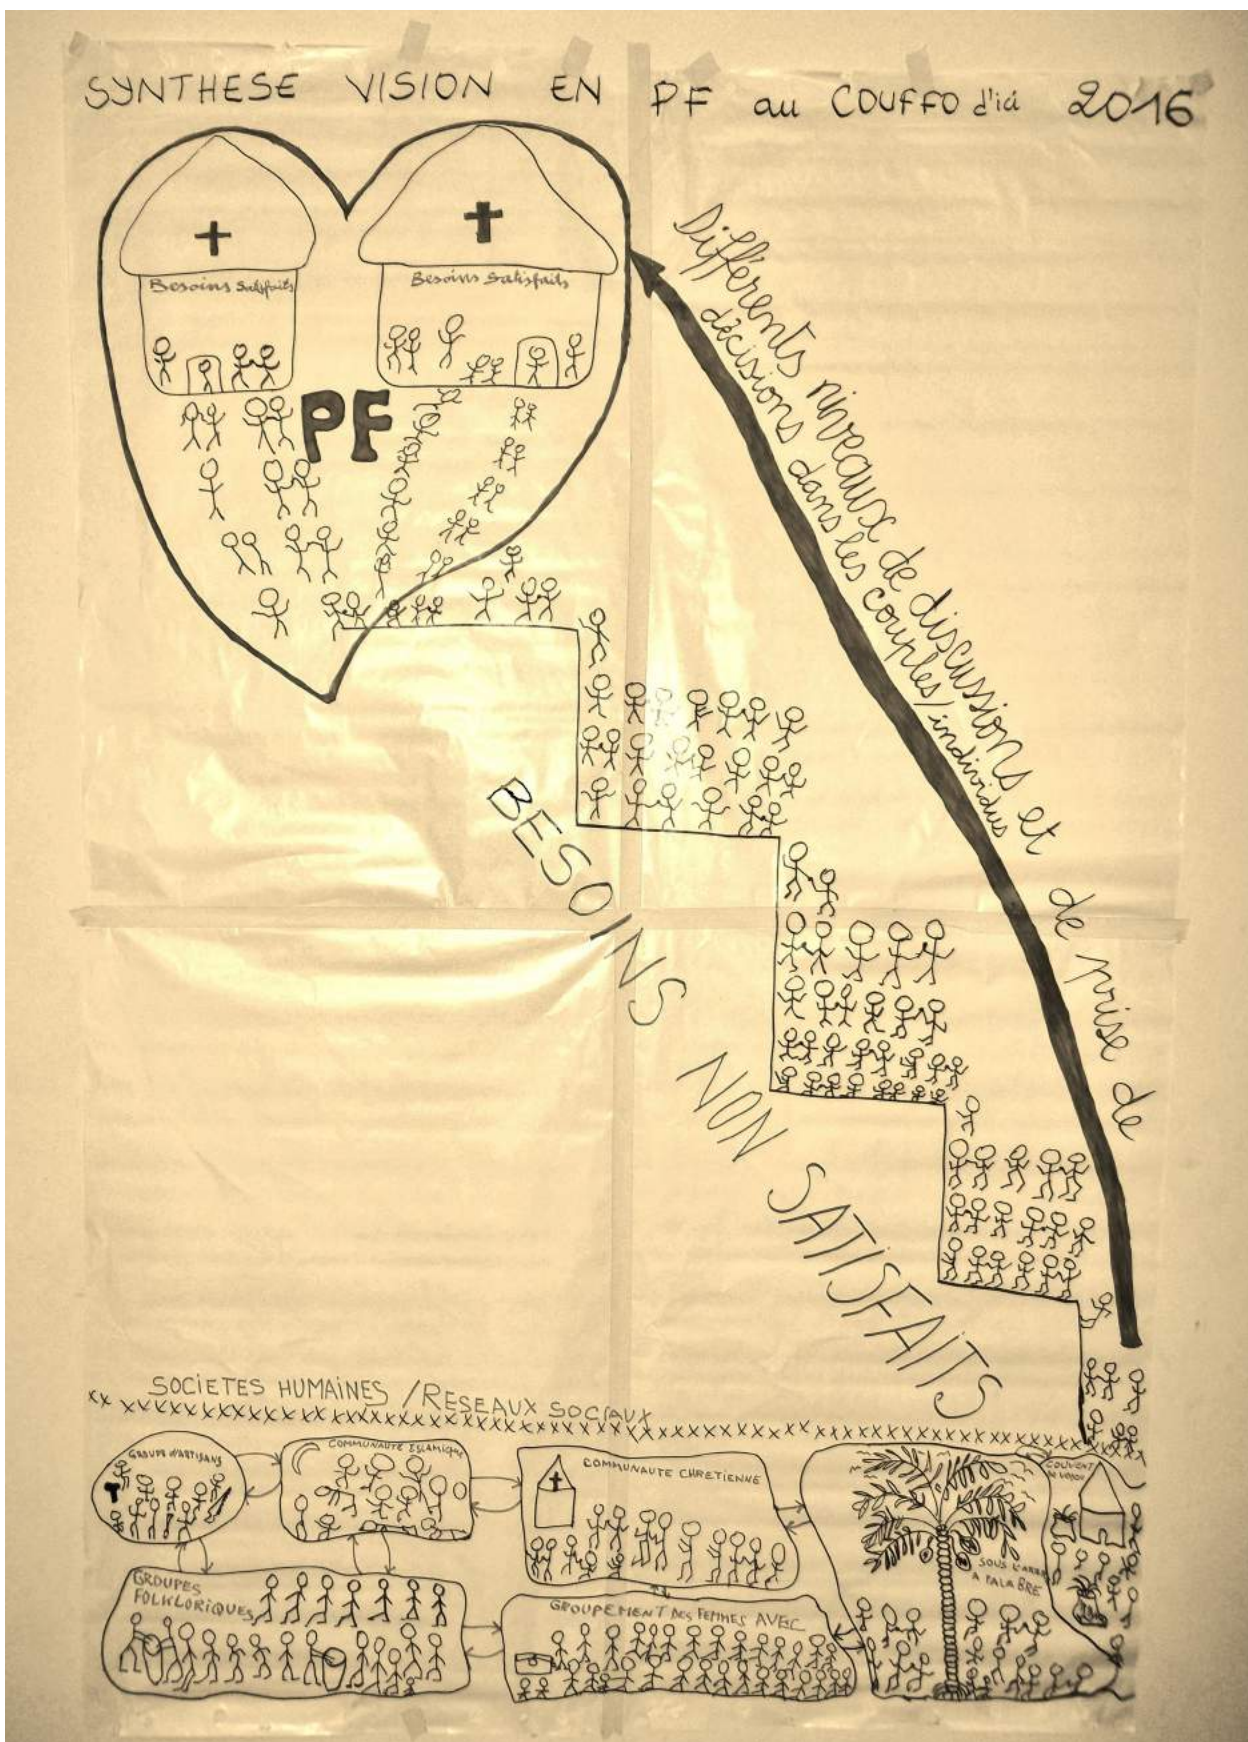 SYNTHESE VISION EN PF au COUFFO d'ici 2016
Besoins Satisfaits
Besoins Satisfaits
PF
Différents niveaux de discussions et de prise de
décisions dans les couples/individus
BESOINS NON SATISFAITS
SOCIETES HUMAINES / RESEAUX SOCIAUX
GROUPE D'ARTISANS
COMMUNAUTE ISLAMIQUE
COMMUNAUTE CHRETIENNE
COUVENT
SOUS L'ARBRE
A PALABRE
GROUPES
FOLKLORIQUES
GROUPEMENT DES FEMMES AVEC